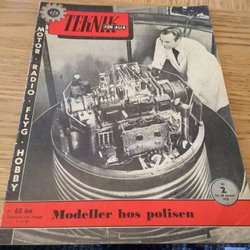 TEKNIK
FÖR ALLA
MOTOR · RADIO · FLYG · HOBBY
2
60 öre
Modeller hos polisen